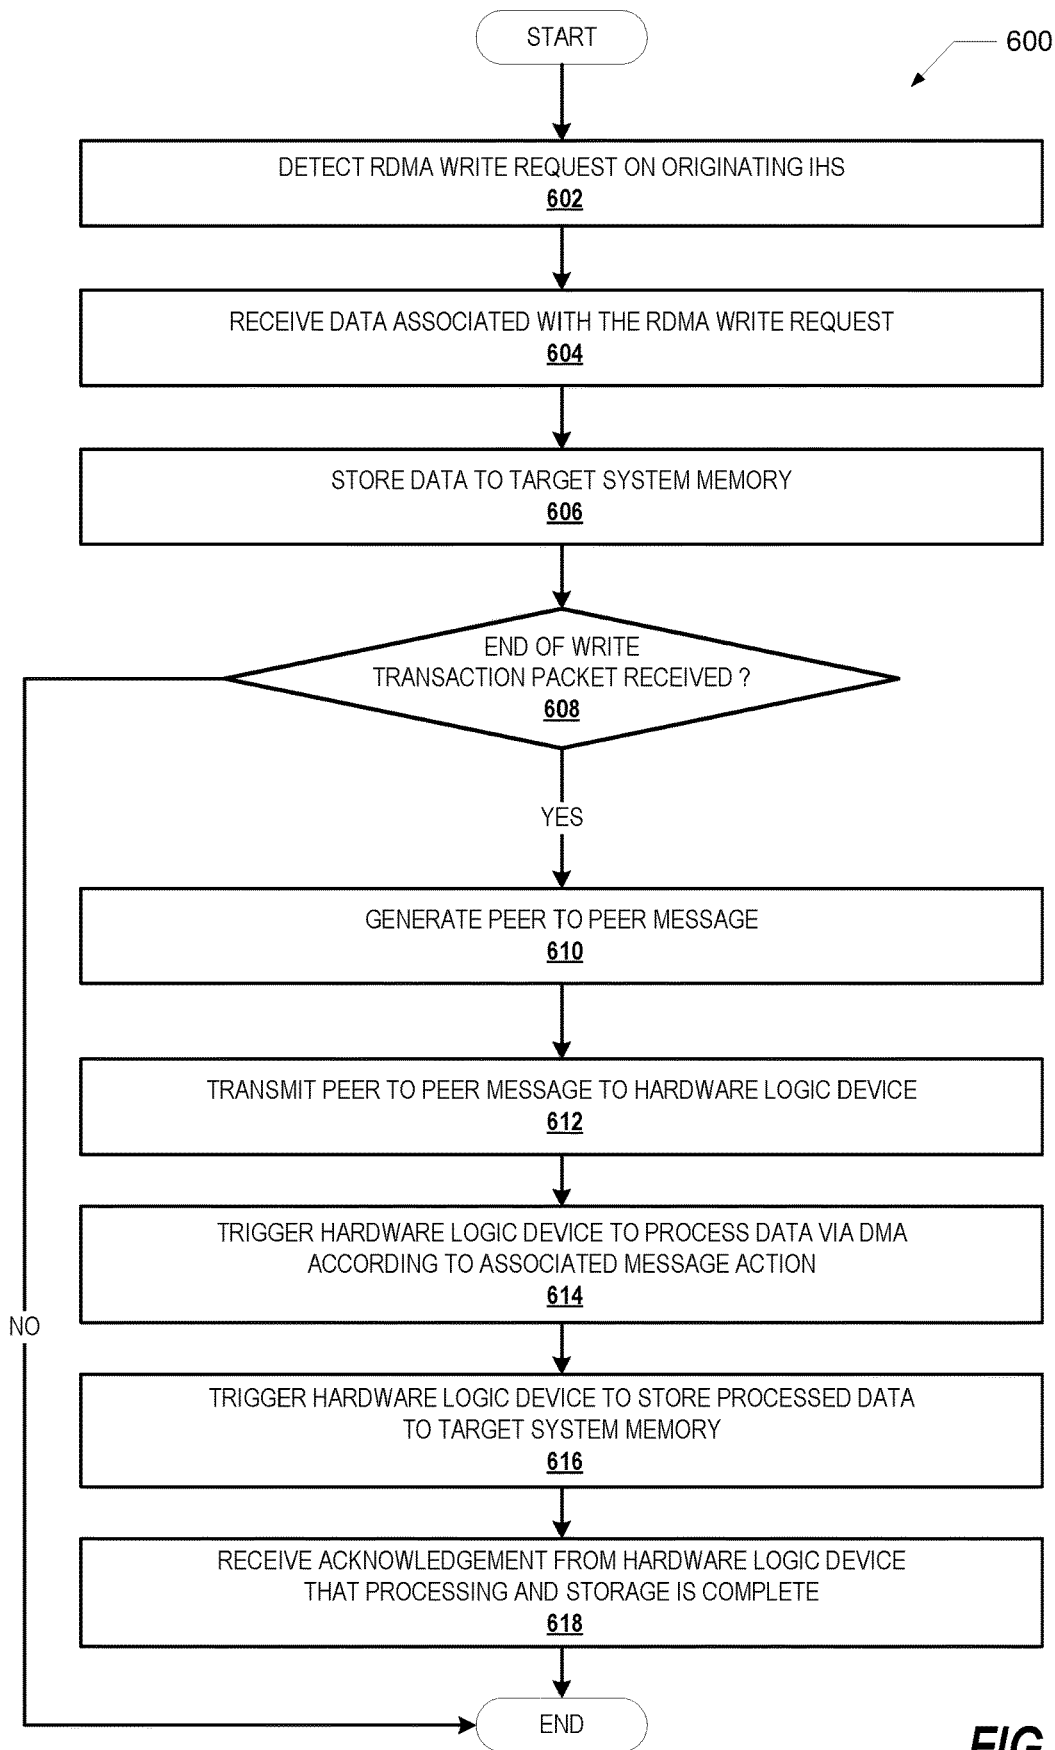 START
600
DETECT RDMA WRITE REQUEST ON ORIGINATING IHS
602
RECEIVE DATA ASSOCIATED WITH THE RDMA WRITE REQUEST
604
STORE DATA TO TARGET SYSTEM MEMORY
606
END OF WRITE
TRANSACTION PACKET RECEIVED ?
608
YES
GENERATE PEER TO PEER MESSAGE
610
TRANSMIT PEER TO PEER MESSAGE TO HARDWARE LOGIC DEVICE
612
TRIGGER HARDWARE LOGIC DEVICE TO PROCESS DATA VIA DMA
ACCORDING TO ASSOCIATED MESSAGE ACTION
614
NO
TRIGGER HARDWARE LOGIC DEVICE TO STORE PROCESSED DATA
TO TARGET SYSTEM MEMORY
616
RECEIVE ACKNOWLEDGEMENT FROM HARDWARE LOGIC DEVICE
THAT PROCESSING AND STORAGE IS COMPLETE
618
END
FIG